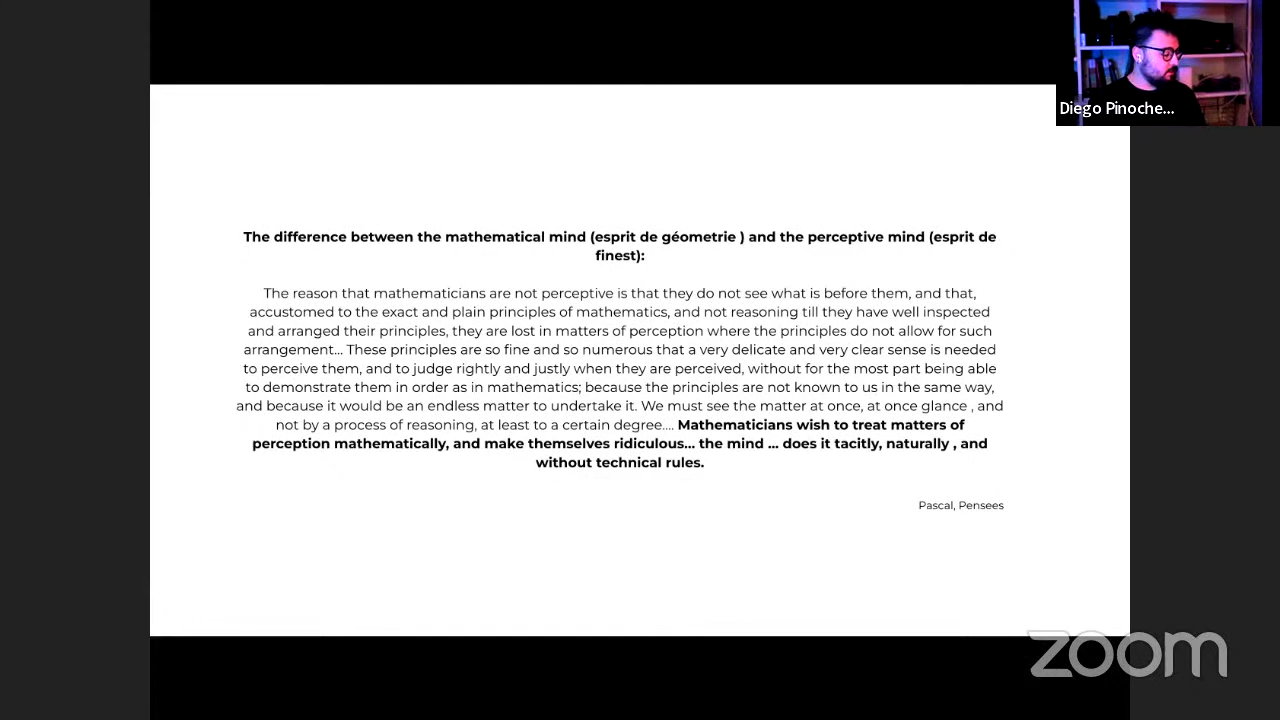 Diego Pinoche...
The difference between the mathematical mind (esprit de géometrie ) and the perceptive mind (esprit de
finest):
The reason that mathematicians are not perceptive is that they do not see what is before them, and that,
accustomed to the exact and plain principles of mathematics, and not reasoning till they have well inspected
and arranged their principles, they are lost in matters of perception where the principles do not allow for such
arrangement... These principles are so fine and so numerous that a very delicate and very clear sense is needed
to perceive them, and to judge rightly and justly when they are perceived, without for the most part being able
to demonstrate them in order as in mathematics; because the principles are not known to us in the same way,
and because it would be an endless matter to undertake it. We must see the matter at once, at once glance , and
not by a process of reasoning, at least to a certain degree.... Mathematicians wish to treat matters of
perception mathematically, and make themselves ridiculous... the mind ... does it tacitly, naturally , and
without technical rules.
Pascal, Pensees
zoom